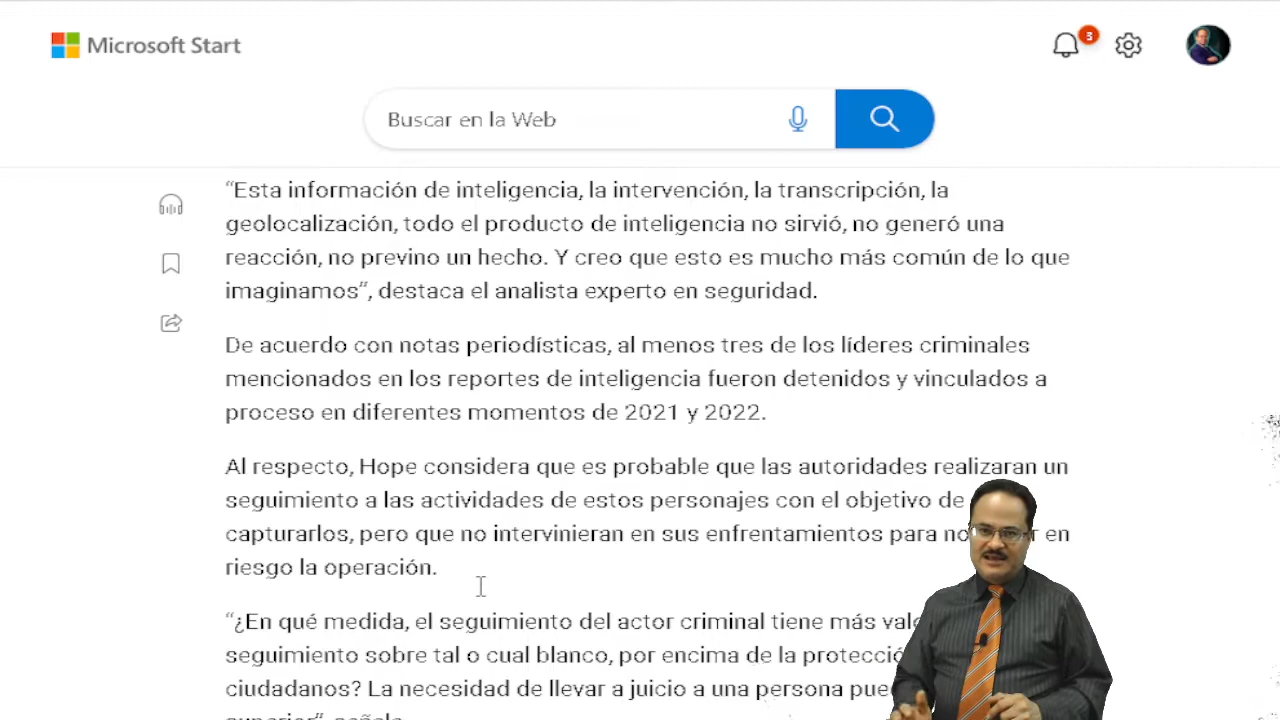 Microsoft Start
3
Buscar en la Web
“Esta información de inteligencia, la intervención, la transcripción, la
geolocalización, todo el producto de inteligencia no sirvió, no generó una
reacción, no previno un hecho. Y creo que esto es mucho más común de lo que
imaginamos“, destaca el analista experto en seguridad.
De acuerdo con notas periodísticas, al menos tres de los líderes criminales
mencionados en los reportes de inteligencia fueron detenidos y vinculados a
proceso en diferentes momentos de 2021 y 2022.
Al respecto, Hope considera que es probable que las autoridades realizaran un
seguimiento a las actividades de estos personajes con el objetivo de
capturarlos, pero que no intervinieran en sus enfrentamientos para no en
riesgo la operación.
“¿En qué medida, el seguimiento del actor criminal tiene más
seguimiento sobre tal o cual blanco, por encima de la
ciudadanos? La necesidad de llevar a juicio a una persona
superior“, señala